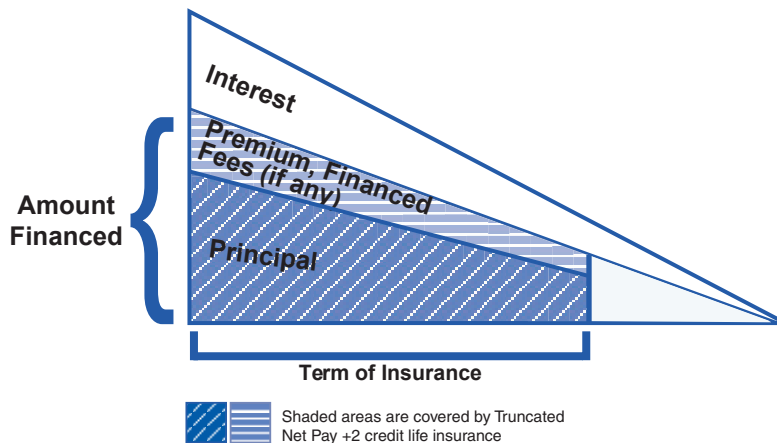 Interest
Premium, Financed
Fees (if any)
Amount
Financed
Principal
Term of Insurance
Shaded areas are covered by Truncated
Net Pay +2 credit life insurance